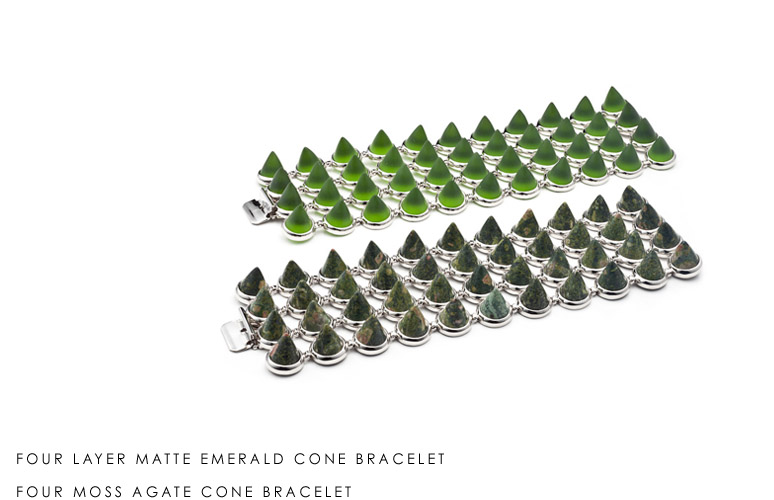 FOUR LAYER MATTE EMERALD CONE BRACELET
FOUR MOSS AGATE CONE BRACELET